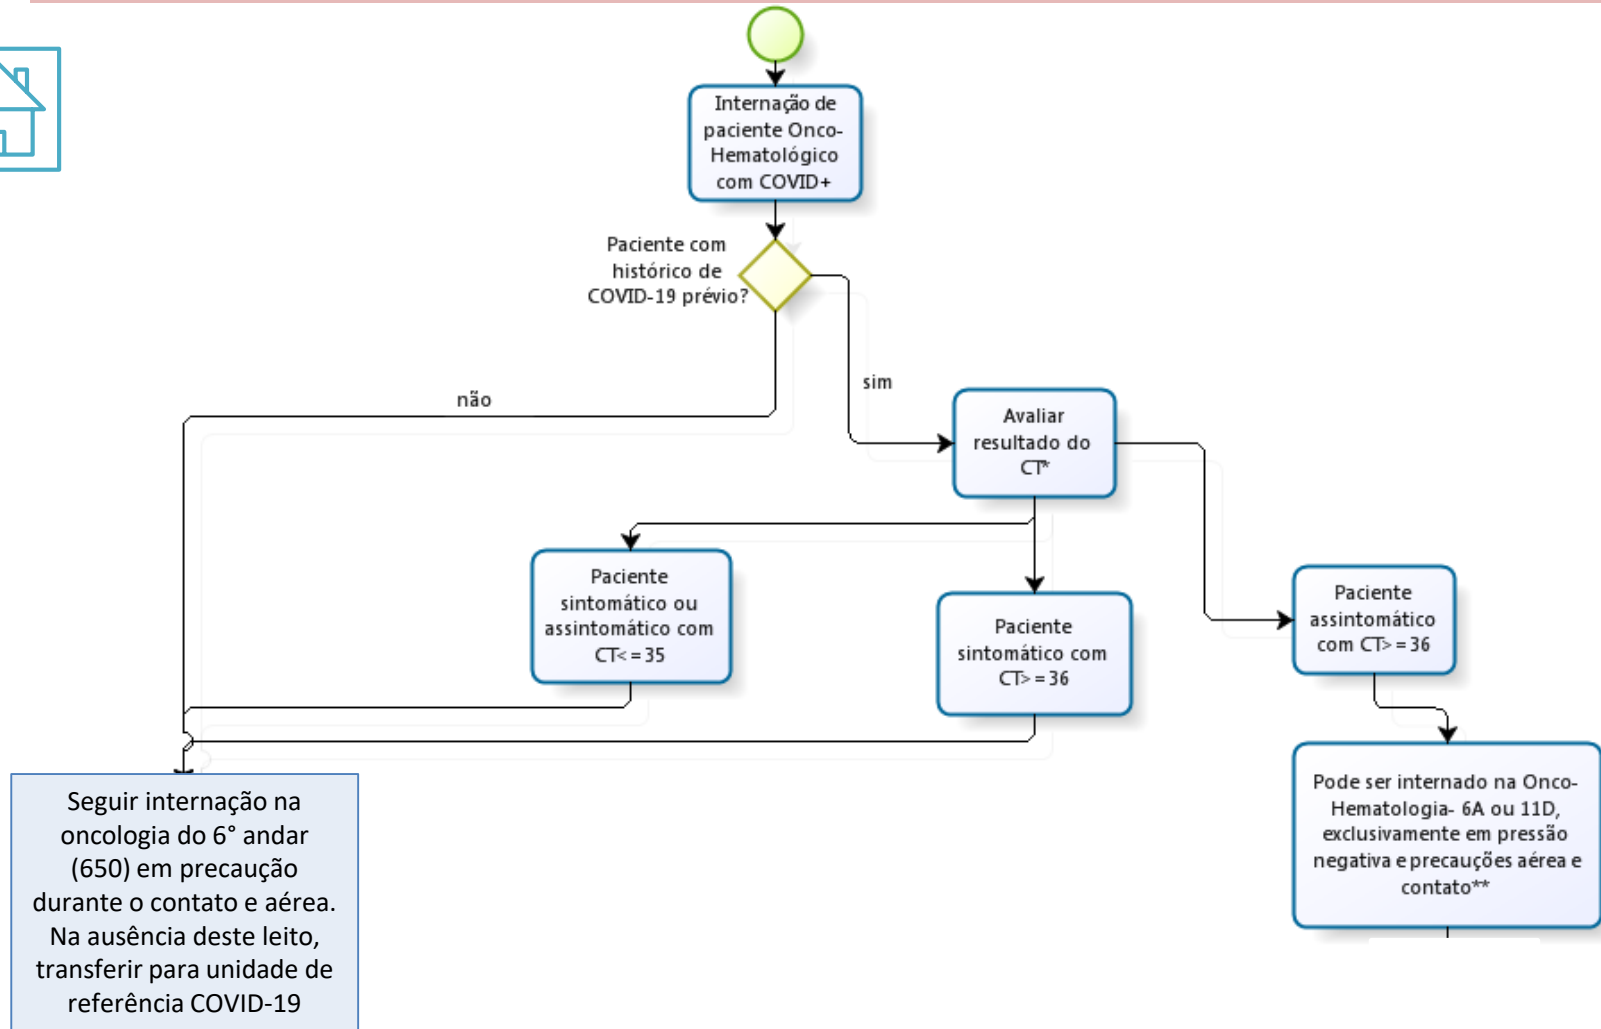 Internação de
paciente Onco-
Hematológico
com COVID+
Paciente com
histórico de
COVID-19 prévio?
não
sim
Avaliar
resultado do
CT*
Paciente
sintomático ou
assintomático com
CT<=35
Paciente
sintomático com
CT>=36
Paciente
assintomático
com CT>=36
Seguir internação na
oncologia do 6° andar
(650) em precaução
durante o contato e aérea.
Na ausência deste leito,
transferir para unidade de
referência COVID-19
Pode ser internado na Onco-
Hematologia- 6A ou 11D,
exclusivamente em pressão
negativa e precauções aérea e
contato**